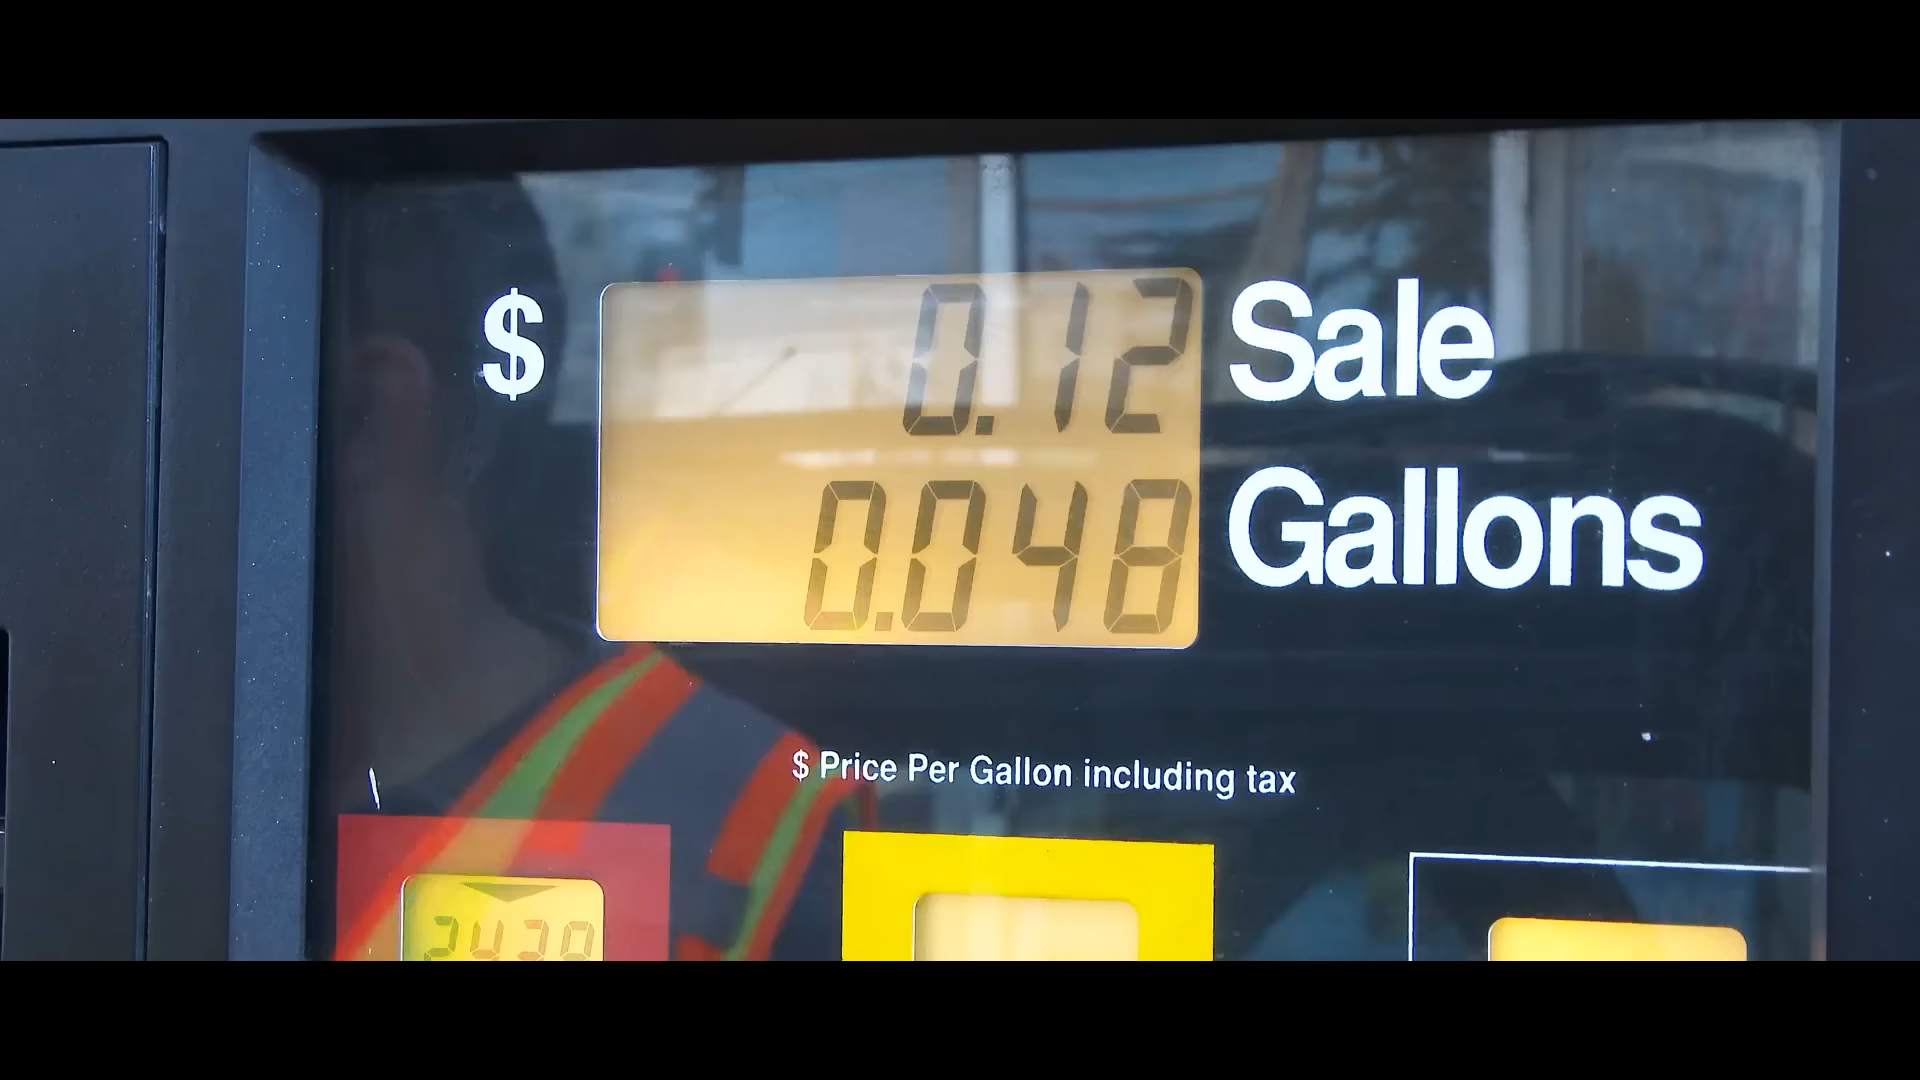 $ 0.12 Sale
0.048 Gallons
$ Price Per Gallon including tax